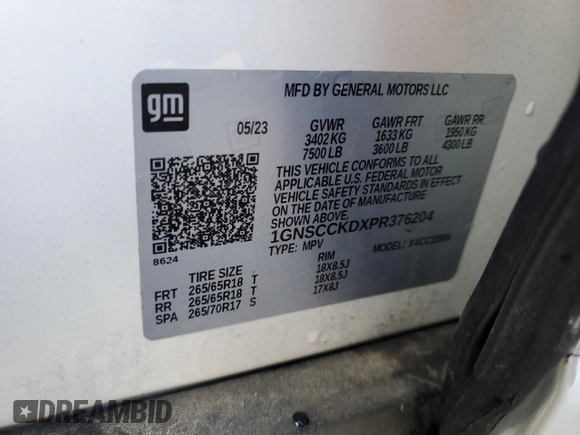 gm
MFD BY GENERAL MOTORS LLC
05/23 GVWR GAWR FRT GAWR RR
3402 KG 1633 KG 1950 KG
7500 LB 3600 LB 4300 LB
THIS VEHICLE CONFORMS TO ALL
APPLICABLE U.S. FEDERAL MOTOR
VEHICLE SAFETY STANDARDS IN EFFECT
ON THE DATE OF MANUFACTURE
SHOWN ABOVE.
1GNSCCKDXPR376204
TYPE: MPV MODEL:
8624
TIRE SIZE RIM
FRT 265/65R18 T 18X8.5J
RR 265/65R18 T 18X8.5J
SPA 265/70R17 S 17X8J
DREAMBID